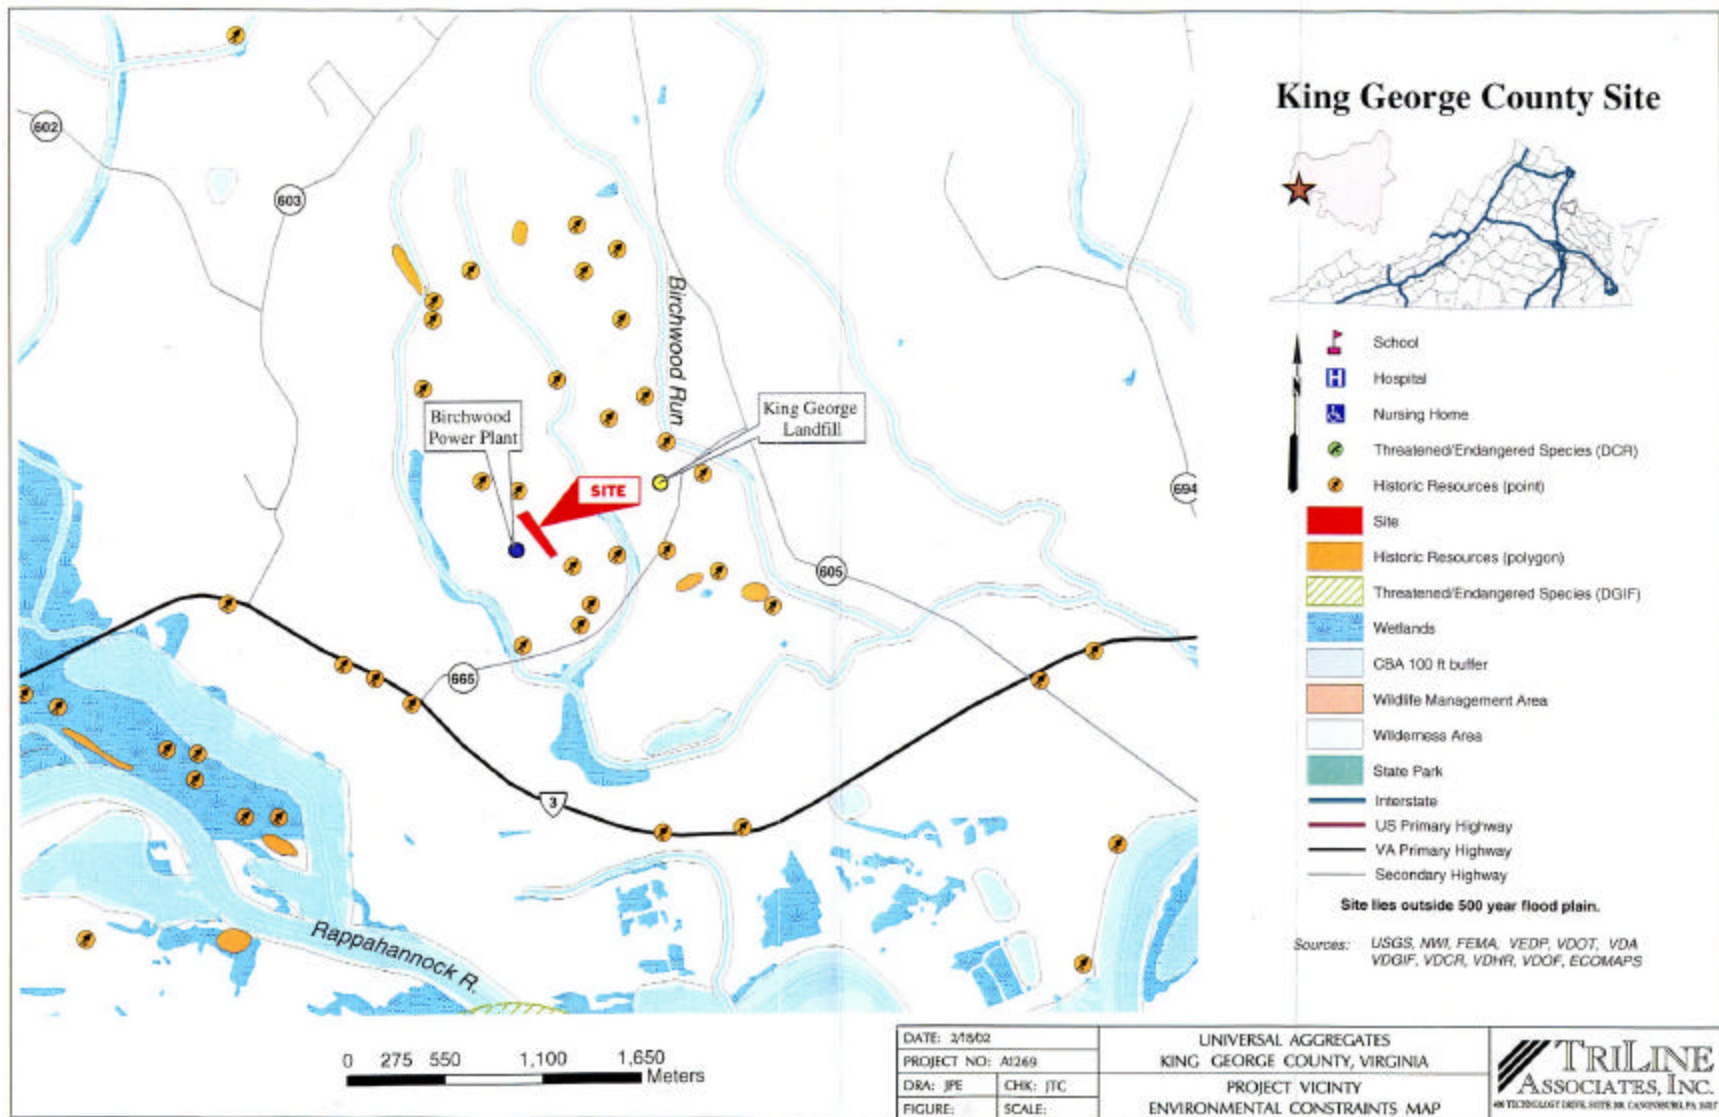 King George County Site
602
603
Birchwood Run
Birchwood
Power Plant
King George
Landfill
SITE
694
605
665
3
Rappahannock R.
N
School
Hospital
Nursing Home
Threatened/Endangered Species (DCR)
Historic Resources (point)
Site
Historic Resources (polygon)
Threatened/Endangered Species (DGIF)
Wetlands
CBA 100 ft buffer
Wildlife Management Area
Wilderness Area
State Park
Interstate
US Primary Highway
VA Primary Highway
Secondary Highway
Site lies outside 500 year flood plain.
Sources: USGS, NWI, FEMA, VEDP, VDOT, VDA
VDGIF, VDCR, VDHR, VDOF, ECOMAPS
0 275 550 1,100 1,650
Meters
DATE: 2/18/02
PROJECT NO: A1269
DRA: JPE CHK: JTC
FIGURE: SCALE:
UNIVERSAL AGGREGATES
KING GEORGE COUNTY, VIRGINIA
PROJECT VICINTY
ENVIRONMENTAL CONSTRAINTS MAP
TRILINE
ASSOCIATES, INC.